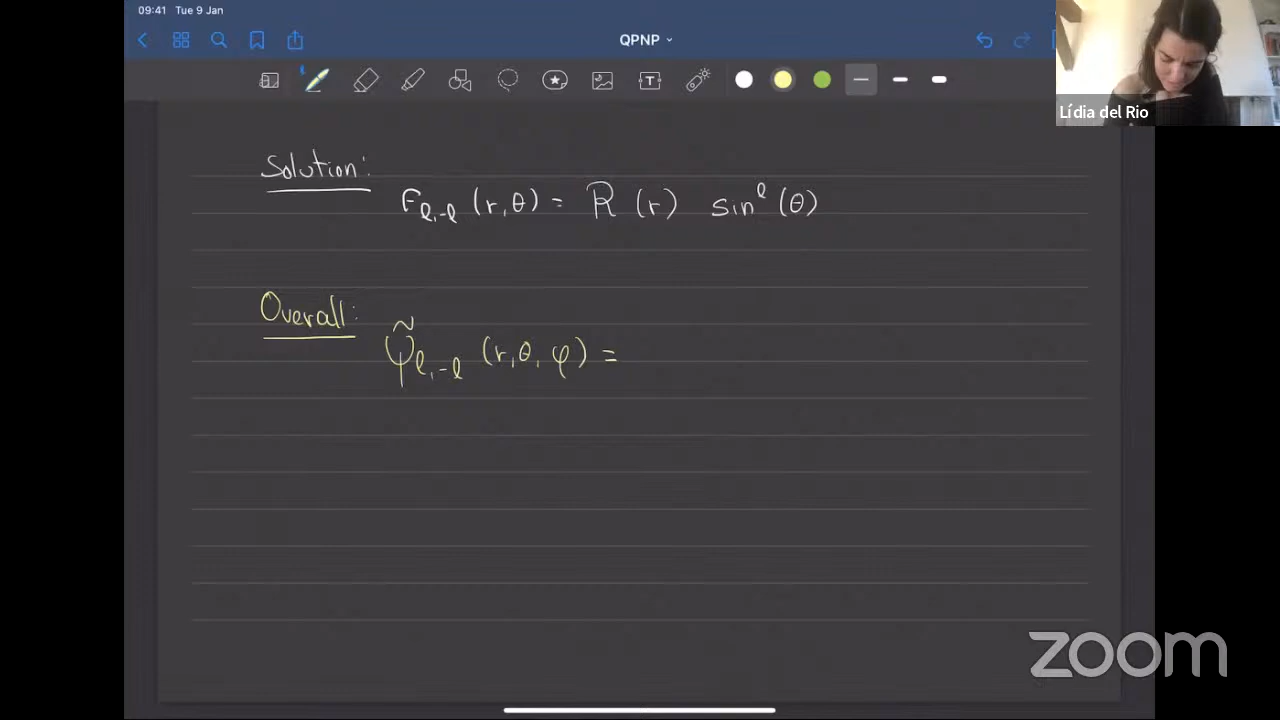 09:41 Tue 9 Jan
QPNP
T
Lídia del Rio
Solution:
F_{ℓ,-ℓ} (r,θ) = R (r) sin^ℓ (θ)
Overall:
ψ̃_{ℓ,-ℓ} (r,θ,φ) =
zoom